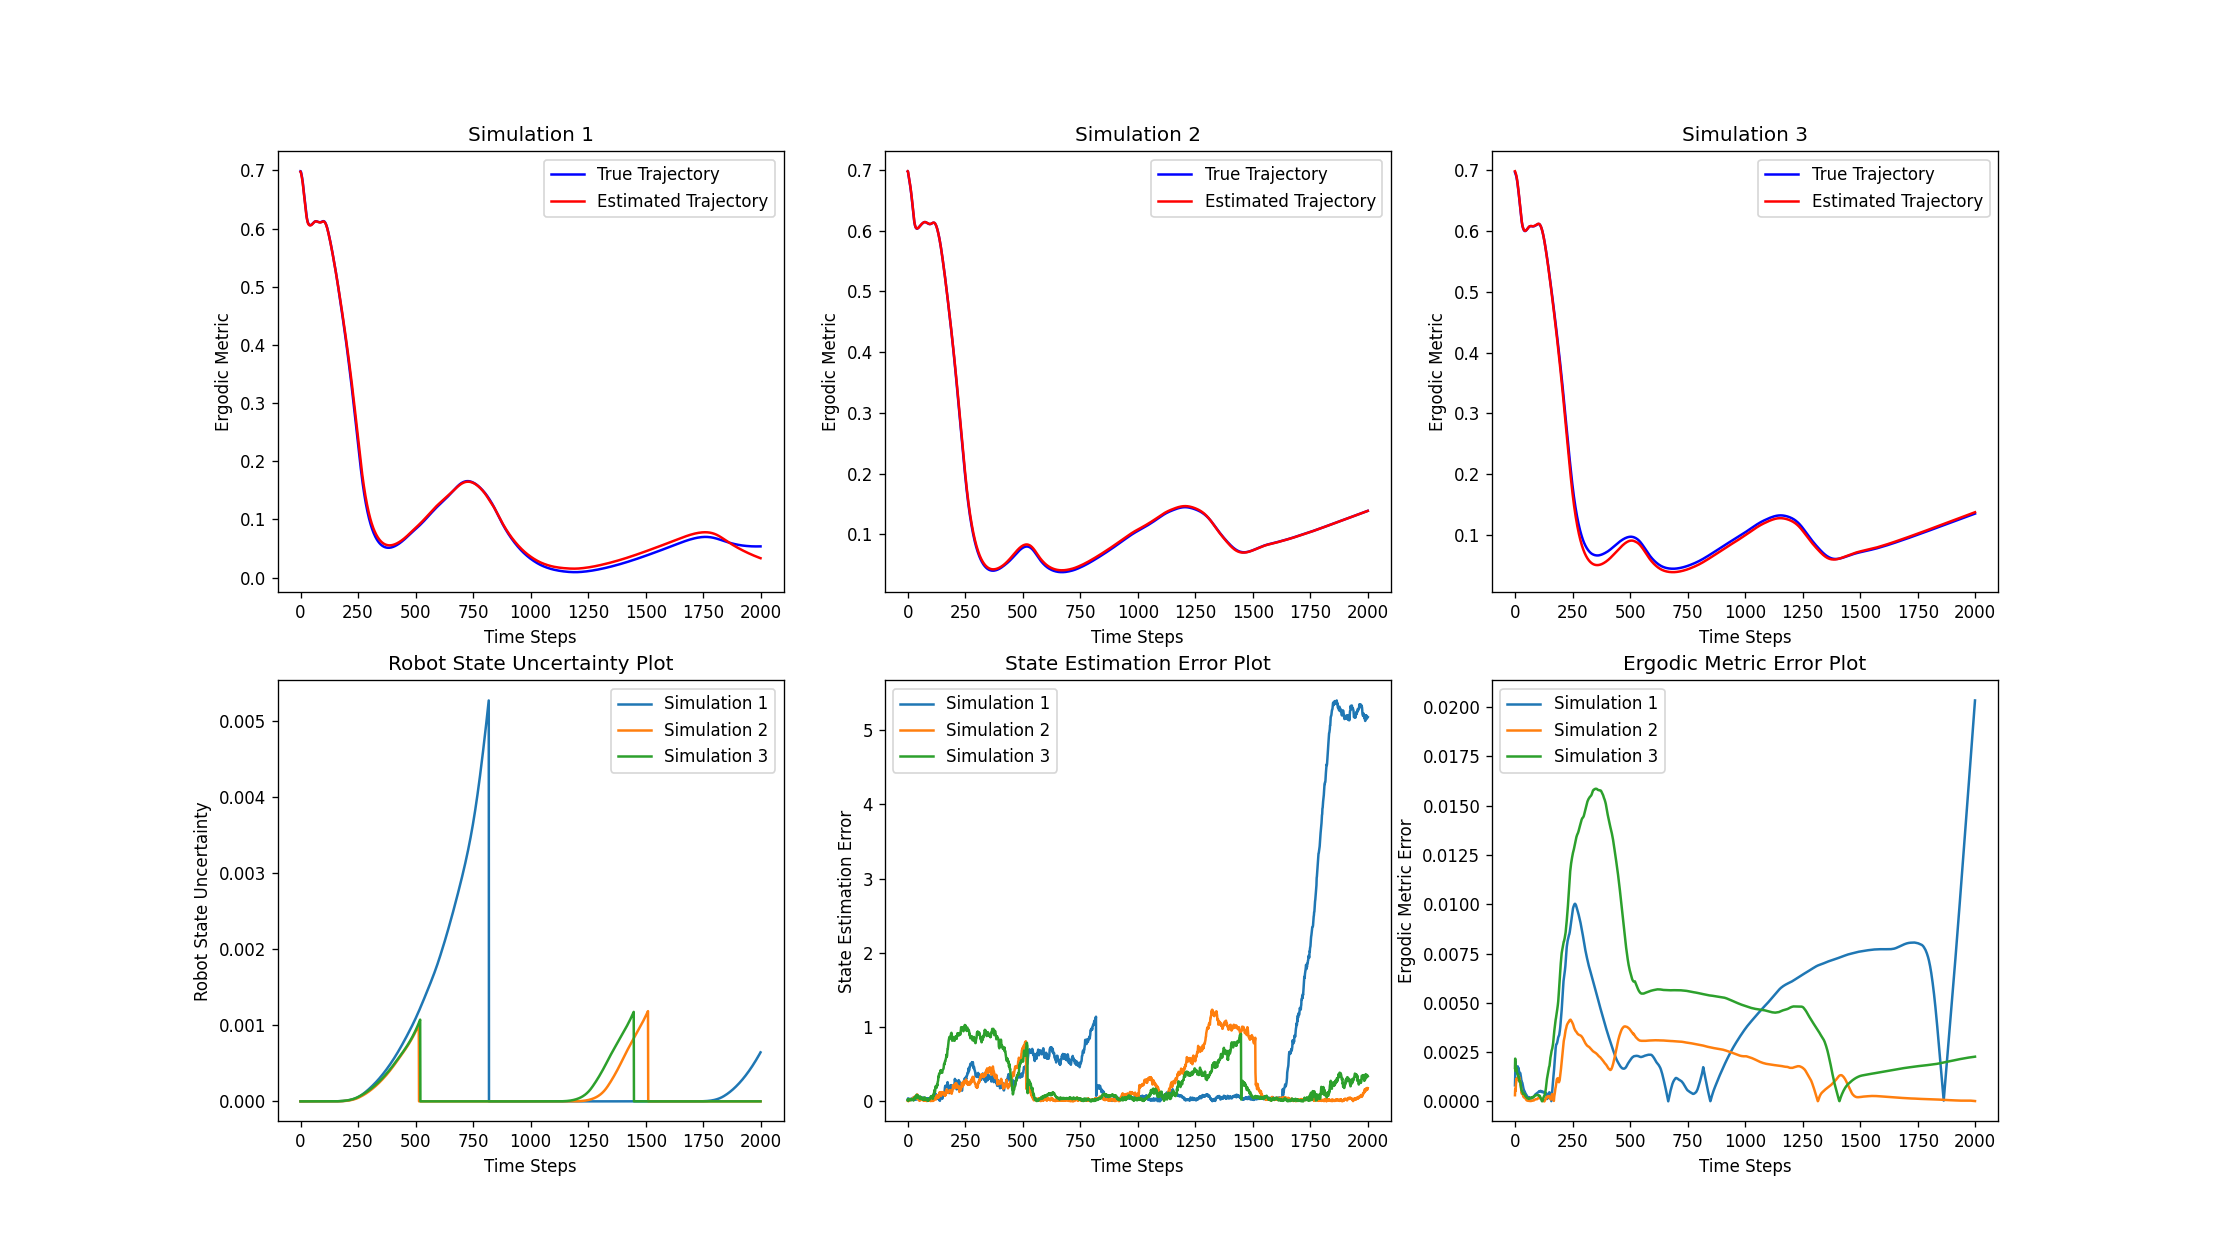 Simulation 1
Ergodic Metric
0.7
0.6
0.5
0.4
0.3
0.2
0.1
0.0
True Trajectory
Estimated Trajectory
0 250 500 750 1000 1250 1500 1750 2000
Time Steps
Simulation 2
Ergodic Metric
0.7
0.6
0.5
0.4
0.3
0.2
0.1
True Trajectory
Estimated Trajectory
0 250 500 750 1000 1250 1500 1750 2000
Time Steps
Simulation 3
Ergodic Metric
0.7
0.6
0.5
0.4
0.3
0.2
0.1
True Trajectory
Estimated Trajectory
0 250 500 750 1000 1250 1500 1750 2000
Time Steps
Robot State Uncertainty Plot
Robot State Uncertainty
0.005
0.004
0.003
0.002
0.001
0.000
Simulation 1
Simulation 2
Simulation 3
0 250 500 750 1000 1250 1500 1750 2000
Time Steps
State Estimation Error Plot
State Estimation Error
5
4
3
2
1
0
Simulation 1
Simulation 2
Simulation 3
0 250 500 750 1000 1250 1500 1750 2000
Time Steps
Ergodic Metric Error Plot
Ergodic Metric Error
0.0200
0.0175
0.0150
0.0125
0.0100
0.0075
0.0050
0.0025
0.0000
Simulation 1
Simulation 2
Simulation 3
0 250 500 750 1000 1250 1500 1750 2000
Time Steps